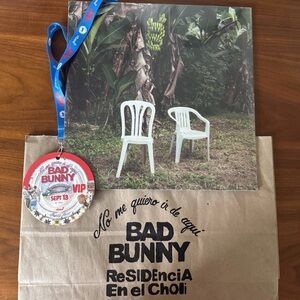 BAD
BUNNY
SEPT 13
VIP
No me quiero ir de aquí
BAD
BUNNY
ReSIDEnciA
En el Choli